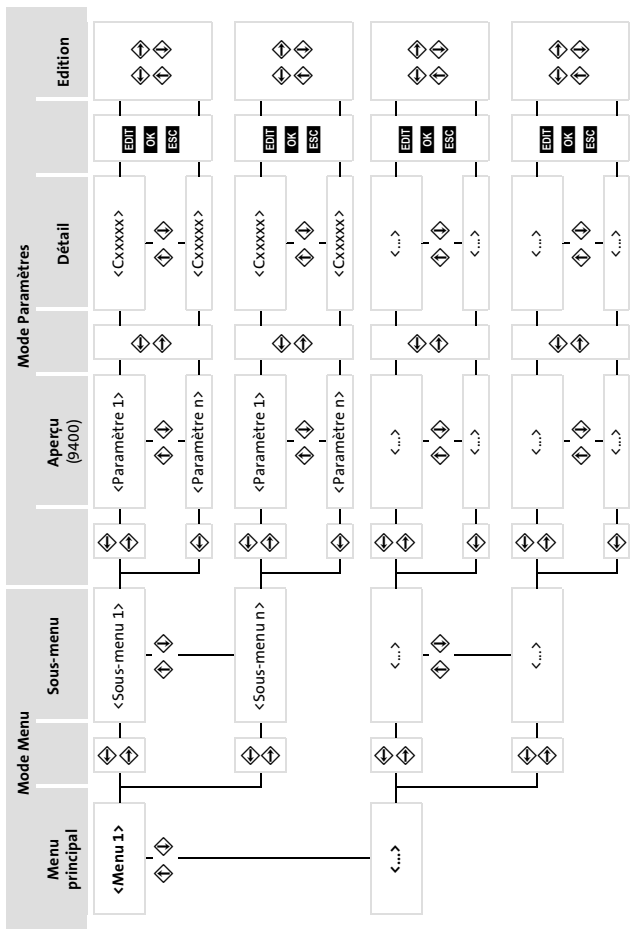 Mode Menu
Mode Paramètres
Menu
principal
Sous-menu
Aperçu
(9400)
Détail
Edition
<Menu 1>
<Sous-menu 1>
<Paramètre 1>
<Cxxxxx>
EDIT
OK
ESC
<Paramètre n>
<Cxxxxx>
<Sous-menu n>
<Paramètre 1>
<Cxxxxx>
EDIT
OK
ESC
<Paramètre n>
<Cxxxxx>
<...>
<...>
<...>
<...>
EDIT
OK
ESC
<...>
<...>
<...>
<...>
<...>
EDIT
OK
ESC
<...>
<...>